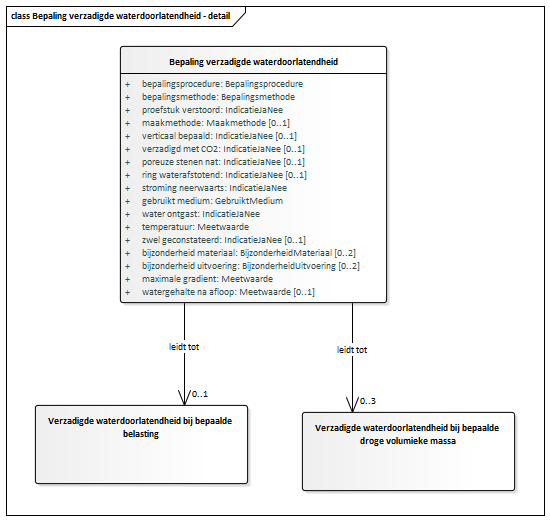 class Bepaling verzadigde waterdoorlatendheid - detail
Bepaling verzadigde waterdoorlatendheid
+ bepalingsprocedure: Bepalingsprocedure
+ bepalingsmethode: Bepalingsmethode
+ proefstuk verstoord: IndicatieJaNee
+ maakmethode: Maakmethode [0..1]
+ verticaal bepaald: IndicatieJaNee [0..1]
+ verzadigd met CO2: IndicatieJaNee [0..1]
+ poreuze stenen nat: IndicatieJaNee [0..1]
+ ring waterafstotend: IndicatieJaNee [0..1]
+ stroming neerwaarts: IndicatieJaNee
+ gebruikt medium: GebruiktMedium
+ water ontgast: IndicatieJaNee
+ temperatuur: Meetwaarde
+ zwel geconstateerd: IndicatieJaNee [0..1]
+ bijzonderheid materiaal: BijzonderheidMateriaal [0..2]
+ bijzonderheid uitvoering: BijzonderheidUitvoering [0..2]
+ maximale gradient: Meetwaarde
+ watergehalte na afloop: Meetwaarde [0..1]
leidt tot
leidt tot
0..1
0..3
Verzadigde waterdoorlatendheid bij bepaalde
belasting
Verzadigde waterdoorlatendheid bij bepaalde
droge volumieke massa